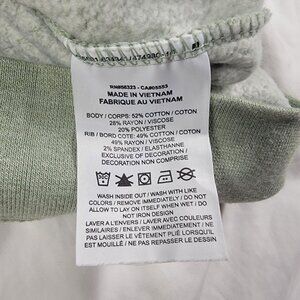 RN#58323 - CA#05553
MADE IN VIETNAM
FABRIQUE AU VIETNAM
BODY / CORPS: 52% COTTON / COTON
28% RAYON / VISCOSE
20% POLYESTER
RIB / BORD COTE: 49% COTTON / COTON
49% RAYON / VISCOSE
2% SPANDEX / ELASTHANNE
EXCLUSIVE OF DECORATION /
DECORATION NON COMPRISE
WASH INSIDE OUT / WASH WITH LIKE
COLORS / REMOVE IMMEDIATELY / DO NOT
ALLOW TO LAY ON ITSELF WHEN WET / DO
NOT IRON DESIGN
LAVER A L'ENVERS / LAVER AVEC COULEURS
SIMILAIRES / ENLEVER IMMEDIATEMENT / NE
PAS LAISSER LE VETEMENT PLIÉ LORSQU'IL
EST MOUILLÉ / NE PAS REPASSER LE DESSIN